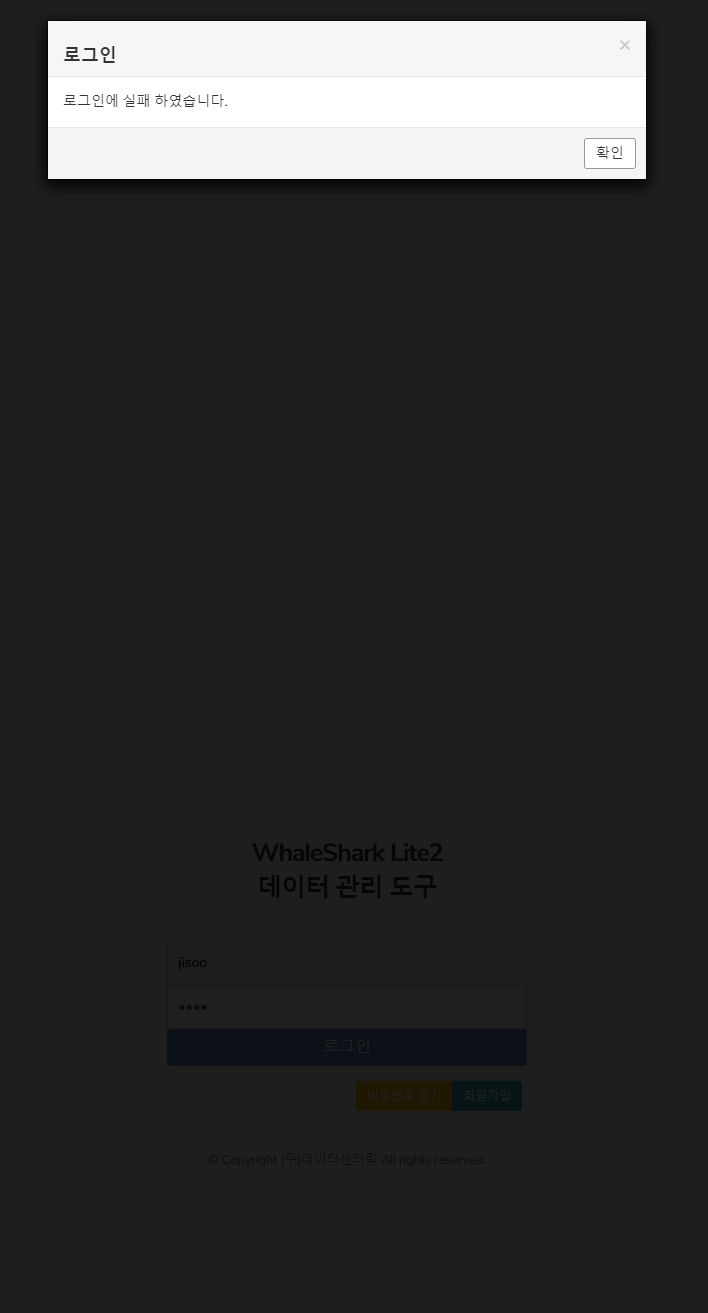 로그인
×
로그인에 실패 하였습니다.
확인
WhaleShark Lite2
데이터 관리 도구
jisoo
••••
로그인
비밀번호 찾기 회원가입
© Copyright (주)데이터센터릭 All rights reserved.